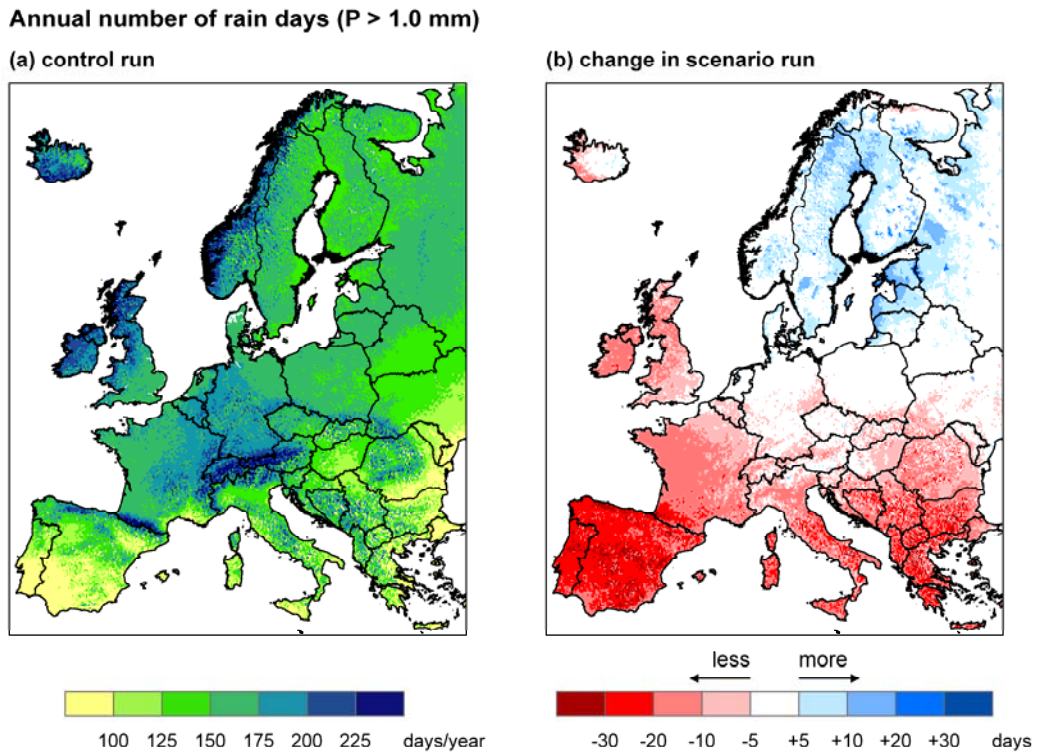 Annual number of rain days (P > 1.0 mm)
(a) control run
(b) change in scenario run
less more
100 125 150 175 200 225 days/year
-30 -20 -10 -5 +5 +10 +20 +30 days